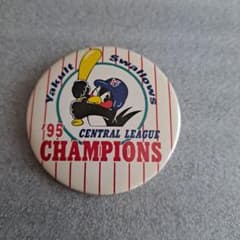 Yakult Swallows
'95 CENTRAL LEAGUE
CHAMPIONS